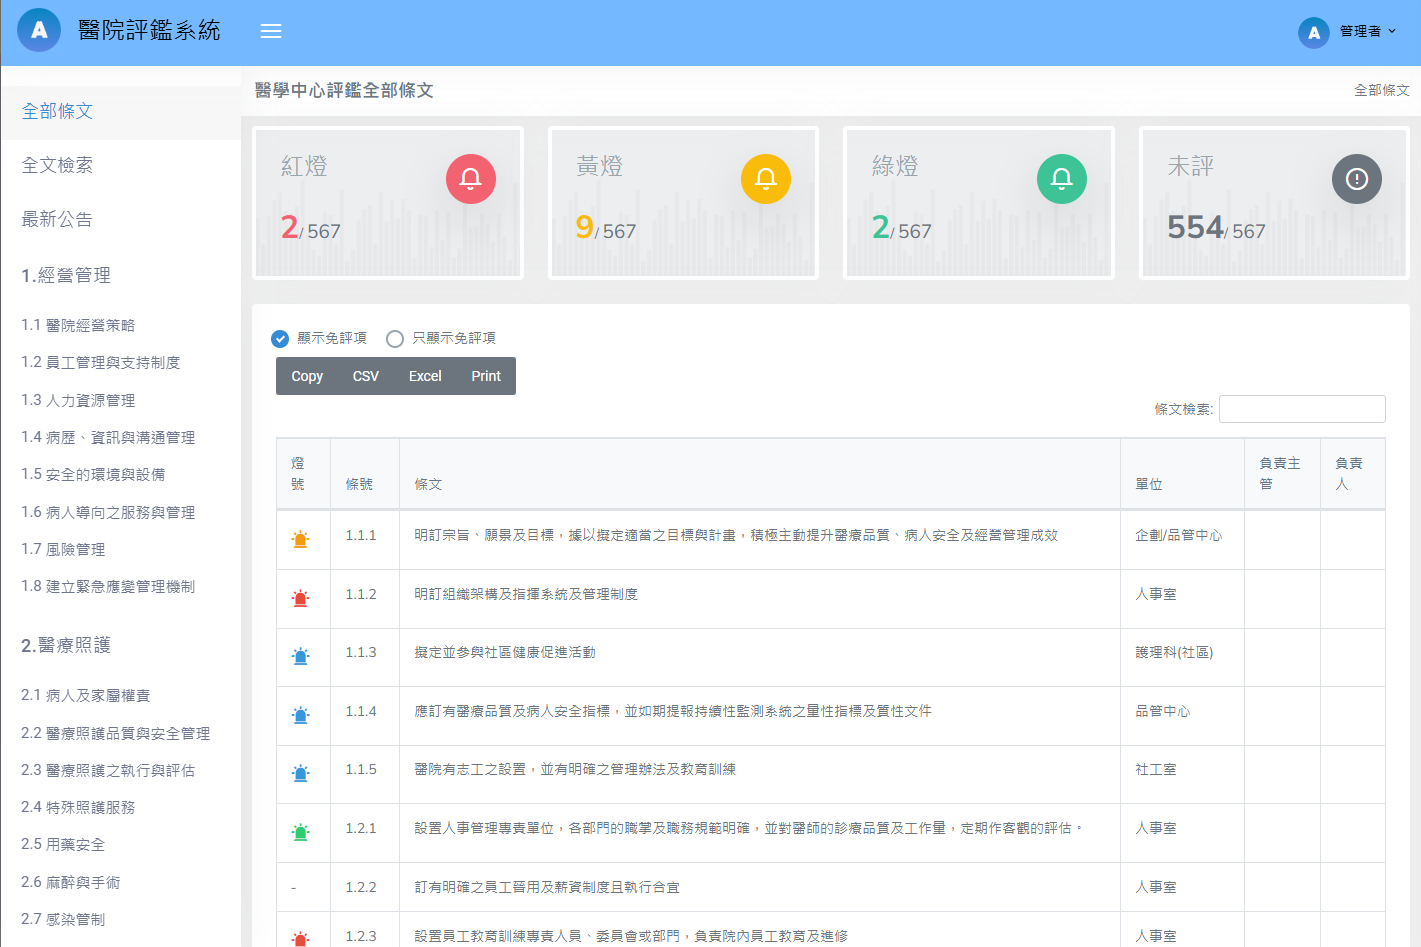 A 醫院評鑑系統
A 管理者
全部條文
全文檢索
最新公告
1.經營管理
1.1 醫院經營策略
1.2 員工管理與支持制度
1.3 人力資源管理
1.4 病歷、資訊與溝通管理
1.5 安全的環境與設備
1.6 病人導向之服務與管理
1.7 風險管理
1.8 建立緊急應變管理機制
2.醫療照護
2.1 病人及家屬權責
2.2 醫療照護品質與安全管理
2.3 醫療照護之執行與評估
2.4 特殊照護服務
2.5 用藥安全
2.6 麻醉與手術
2.7 感染管制
醫學中心評鑑全部條文
全部條文
紅燈
2/ 567
黃燈
9/ 567
綠燈
2/ 567
未評
554/ 567
顯示免評項 只顯示免評項
Copy CSV Excel Print
條文檢索:
燈號 條號 條文 單位 負責主管 負責人
1.1.1 明訂宗旨、願景及目標，據以擬定適當之目標與計畫，積極主動提升醫療品質、病人安全及經營管理成效 企劃/品管中心
1.1.2 明訂組織架構及指揮系統及管理制度 人事室
1.1.3 擬定並參與社區健康促進活動 護理科(社區)
1.1.4 應訂有醫療品質及病人安全指標，並如期提報持續性監測系統之量性指標及質性文件 品管中心
1.1.5 醫院有志工之設置，並有明確之管理辦法及教育訓練 社工室
1.2.1 設置人事管理專責單位，各部門的職掌及職務規範明確，並對醫師的診療品質及工作量，定期作客觀的評估。 人事室
- 1.2.2 訂有明確之員工晉用及薪資制度且執行合宜 人事室
1.2.3 設置員工教育訓練專責人員、委員會或部門，負責院內員工教育及進修 人事室